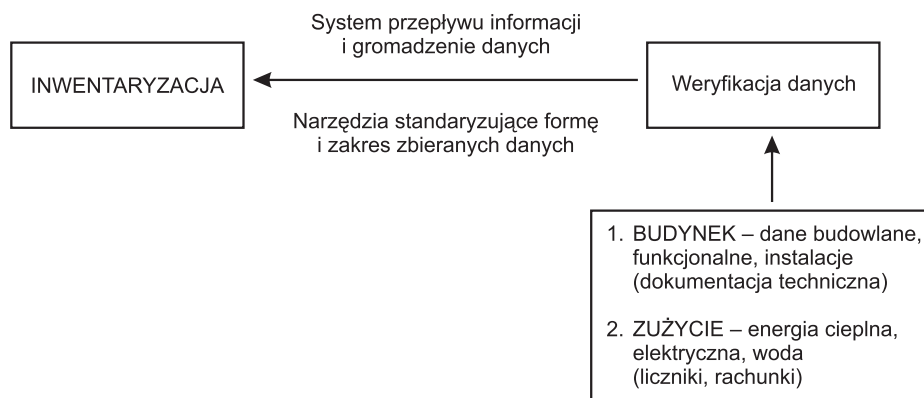 System przepływu informacji
i gromadzenie danych
INWENTARYZACJA
Weryfikacja danych
Narzędzia standaryzujące formę
i zakres zbieranych danych
1. BUDYNEK – dane budowlane,
funkcjonalne, instalacje
(dokumentacja techniczna)
2. ZUŻYCIE – energia cieplna,
elektryczna, woda
(liczniki, rachunki)